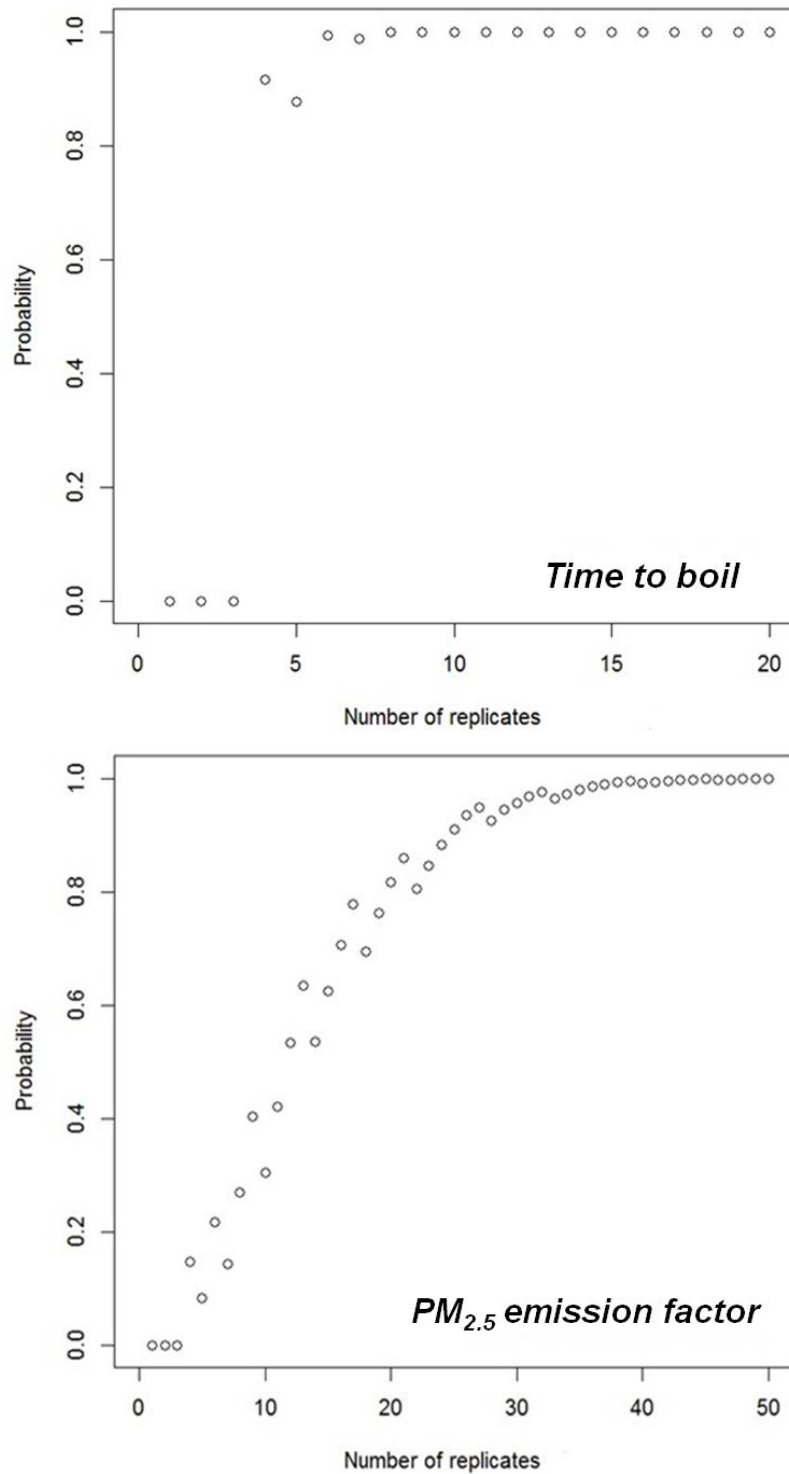 1.0
0.8
0.6
0.4
0.2
0.0
Probability
Time to boil
0 5 10 15 20
Number of replicates
1.0
0.8
0.6
0.4
0.2
0.0
Probability
PM2.5 emission factor
0 10 20 30 40 50
Number of replicates